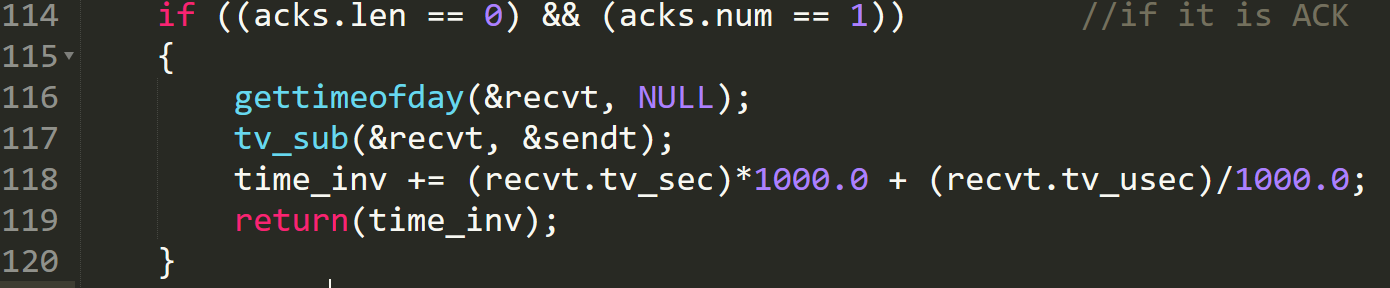 114 if ((acks.len == 0) && (acks.num == 1)) //if it is ACK
115 {
116 gettimeofday(&recvt, NULL);
117 tv_sub(&recvt, &sendt);
118 time_inv += (recvt.tv_sec)*1000.0 + (recvt.tv_usec)/1000.0;
119 return(time_inv);
120 }